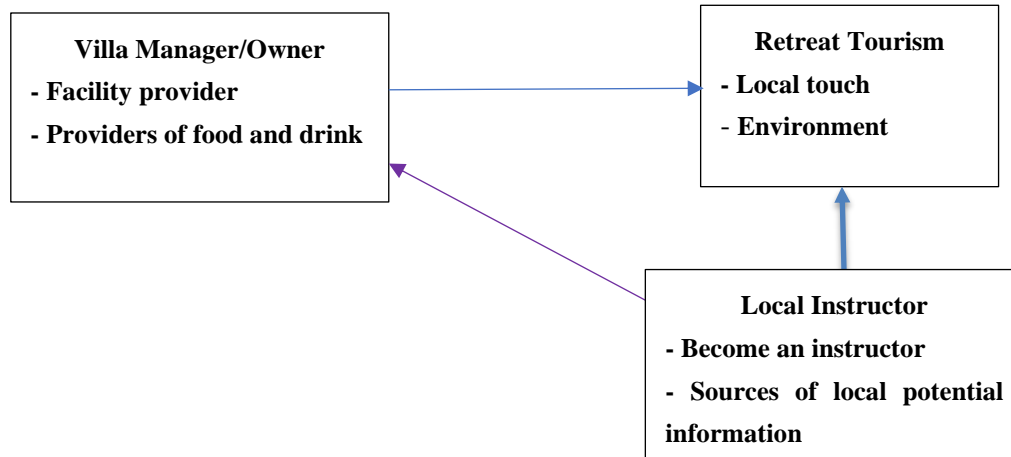 Villa Manager/Owner
- Facility provider
- Providers of food and drink
Retreat Tourism
- Local touch
- Environment
Local Instructor
- Become an instructor
- Sources of local potential
information